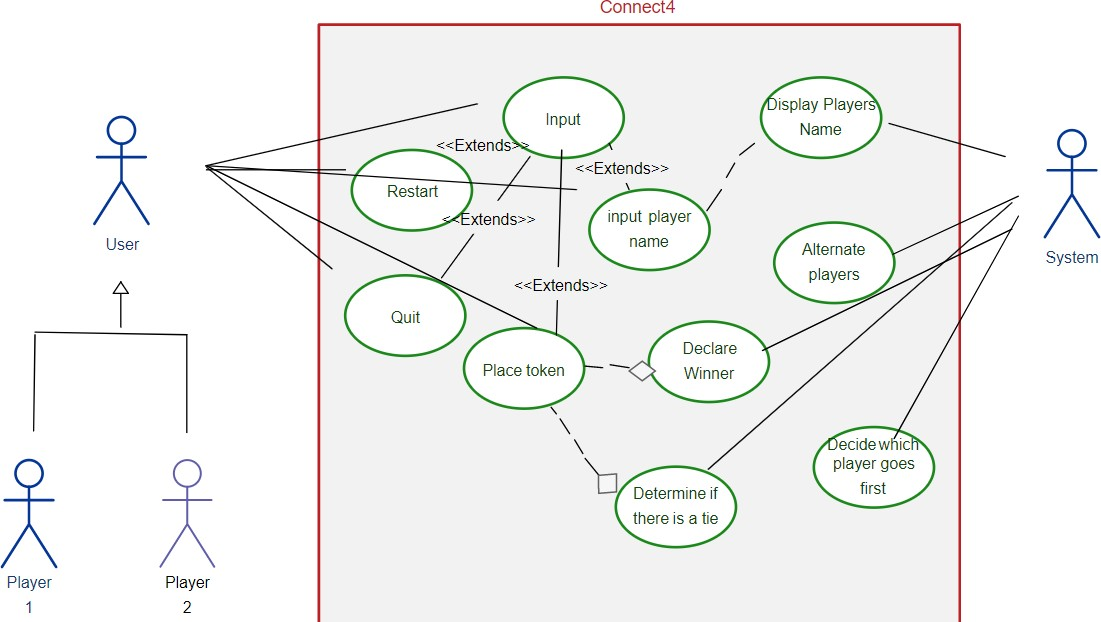 Connect4
Input
Display Players
Name
<<Extends>>
<<Extends>>
Restart
<<Extends>>
input player
name
User
Alternate
players
System
<<Extends>>
Quit
Place token
Declare
Winner
Decide which
player goes
first
Determine if
there is a tie
Player
1
Player
2